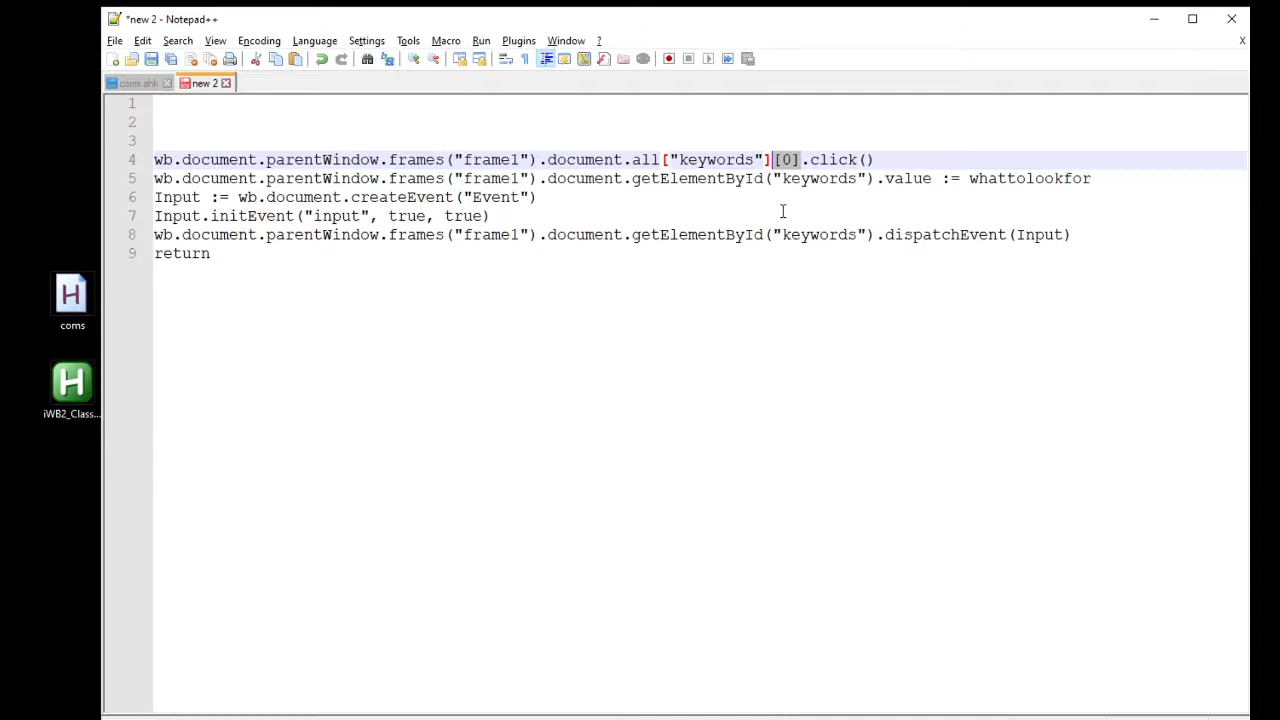 *new 2 - Notepad++
File Edit Search View Encoding Language Settings Tools Macro Run Plugins Window ? X
coms.ahk new 2
1
2
3
4 wb.document.parentWindow.frames("frame1").document.all["keywords"][0].click()
5 wb.document.parentWindow.frames("frame1").document.getElementById("keywords").value := whattolookfor
6 Input := wb.document.createEvent("Event")
7 Input.initEvent("input", true, true)
8 wb.document.parentWindow.frames("frame1").document.getElementById("keywords").dispatchEvent(Input)
9 return
coms
iWB2_Class...